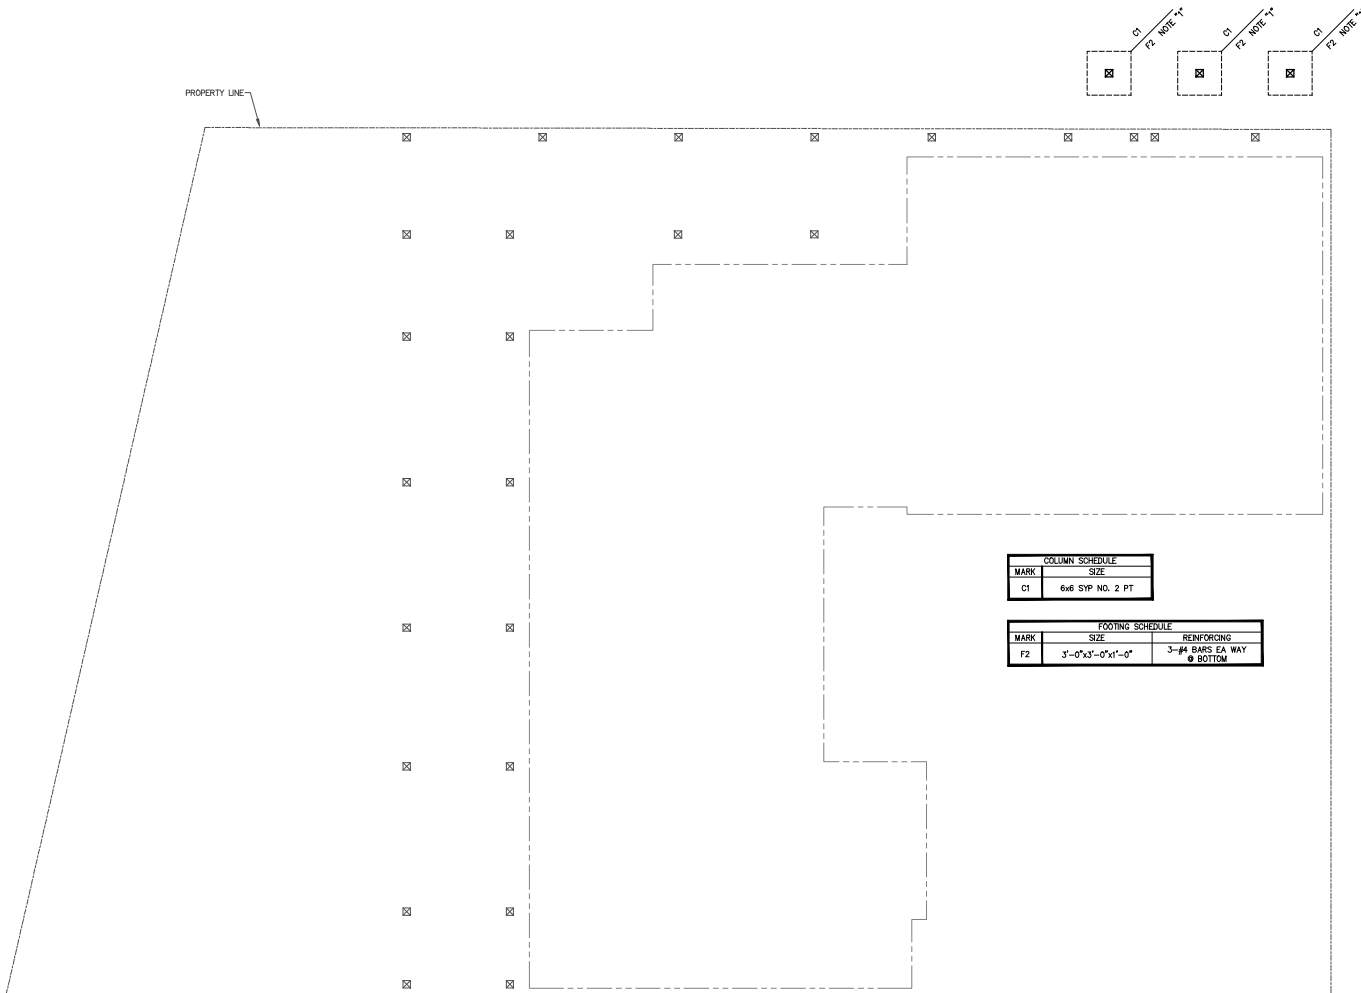 C1
F2 NOTE "1"
C1
F2 NOTE "1"
C1
F2 NOTE
PROPERTY LINE
COLUMN SCHEDULE
MARK SIZE
C1 6x6 SYP NO. 2 PT
FOOTING SCHEDULE
MARK SIZE REINFORCING
F2 3'-0"x3'-0"x1'-0" 3-#4 BARS EA WAY
@ BOTTOM